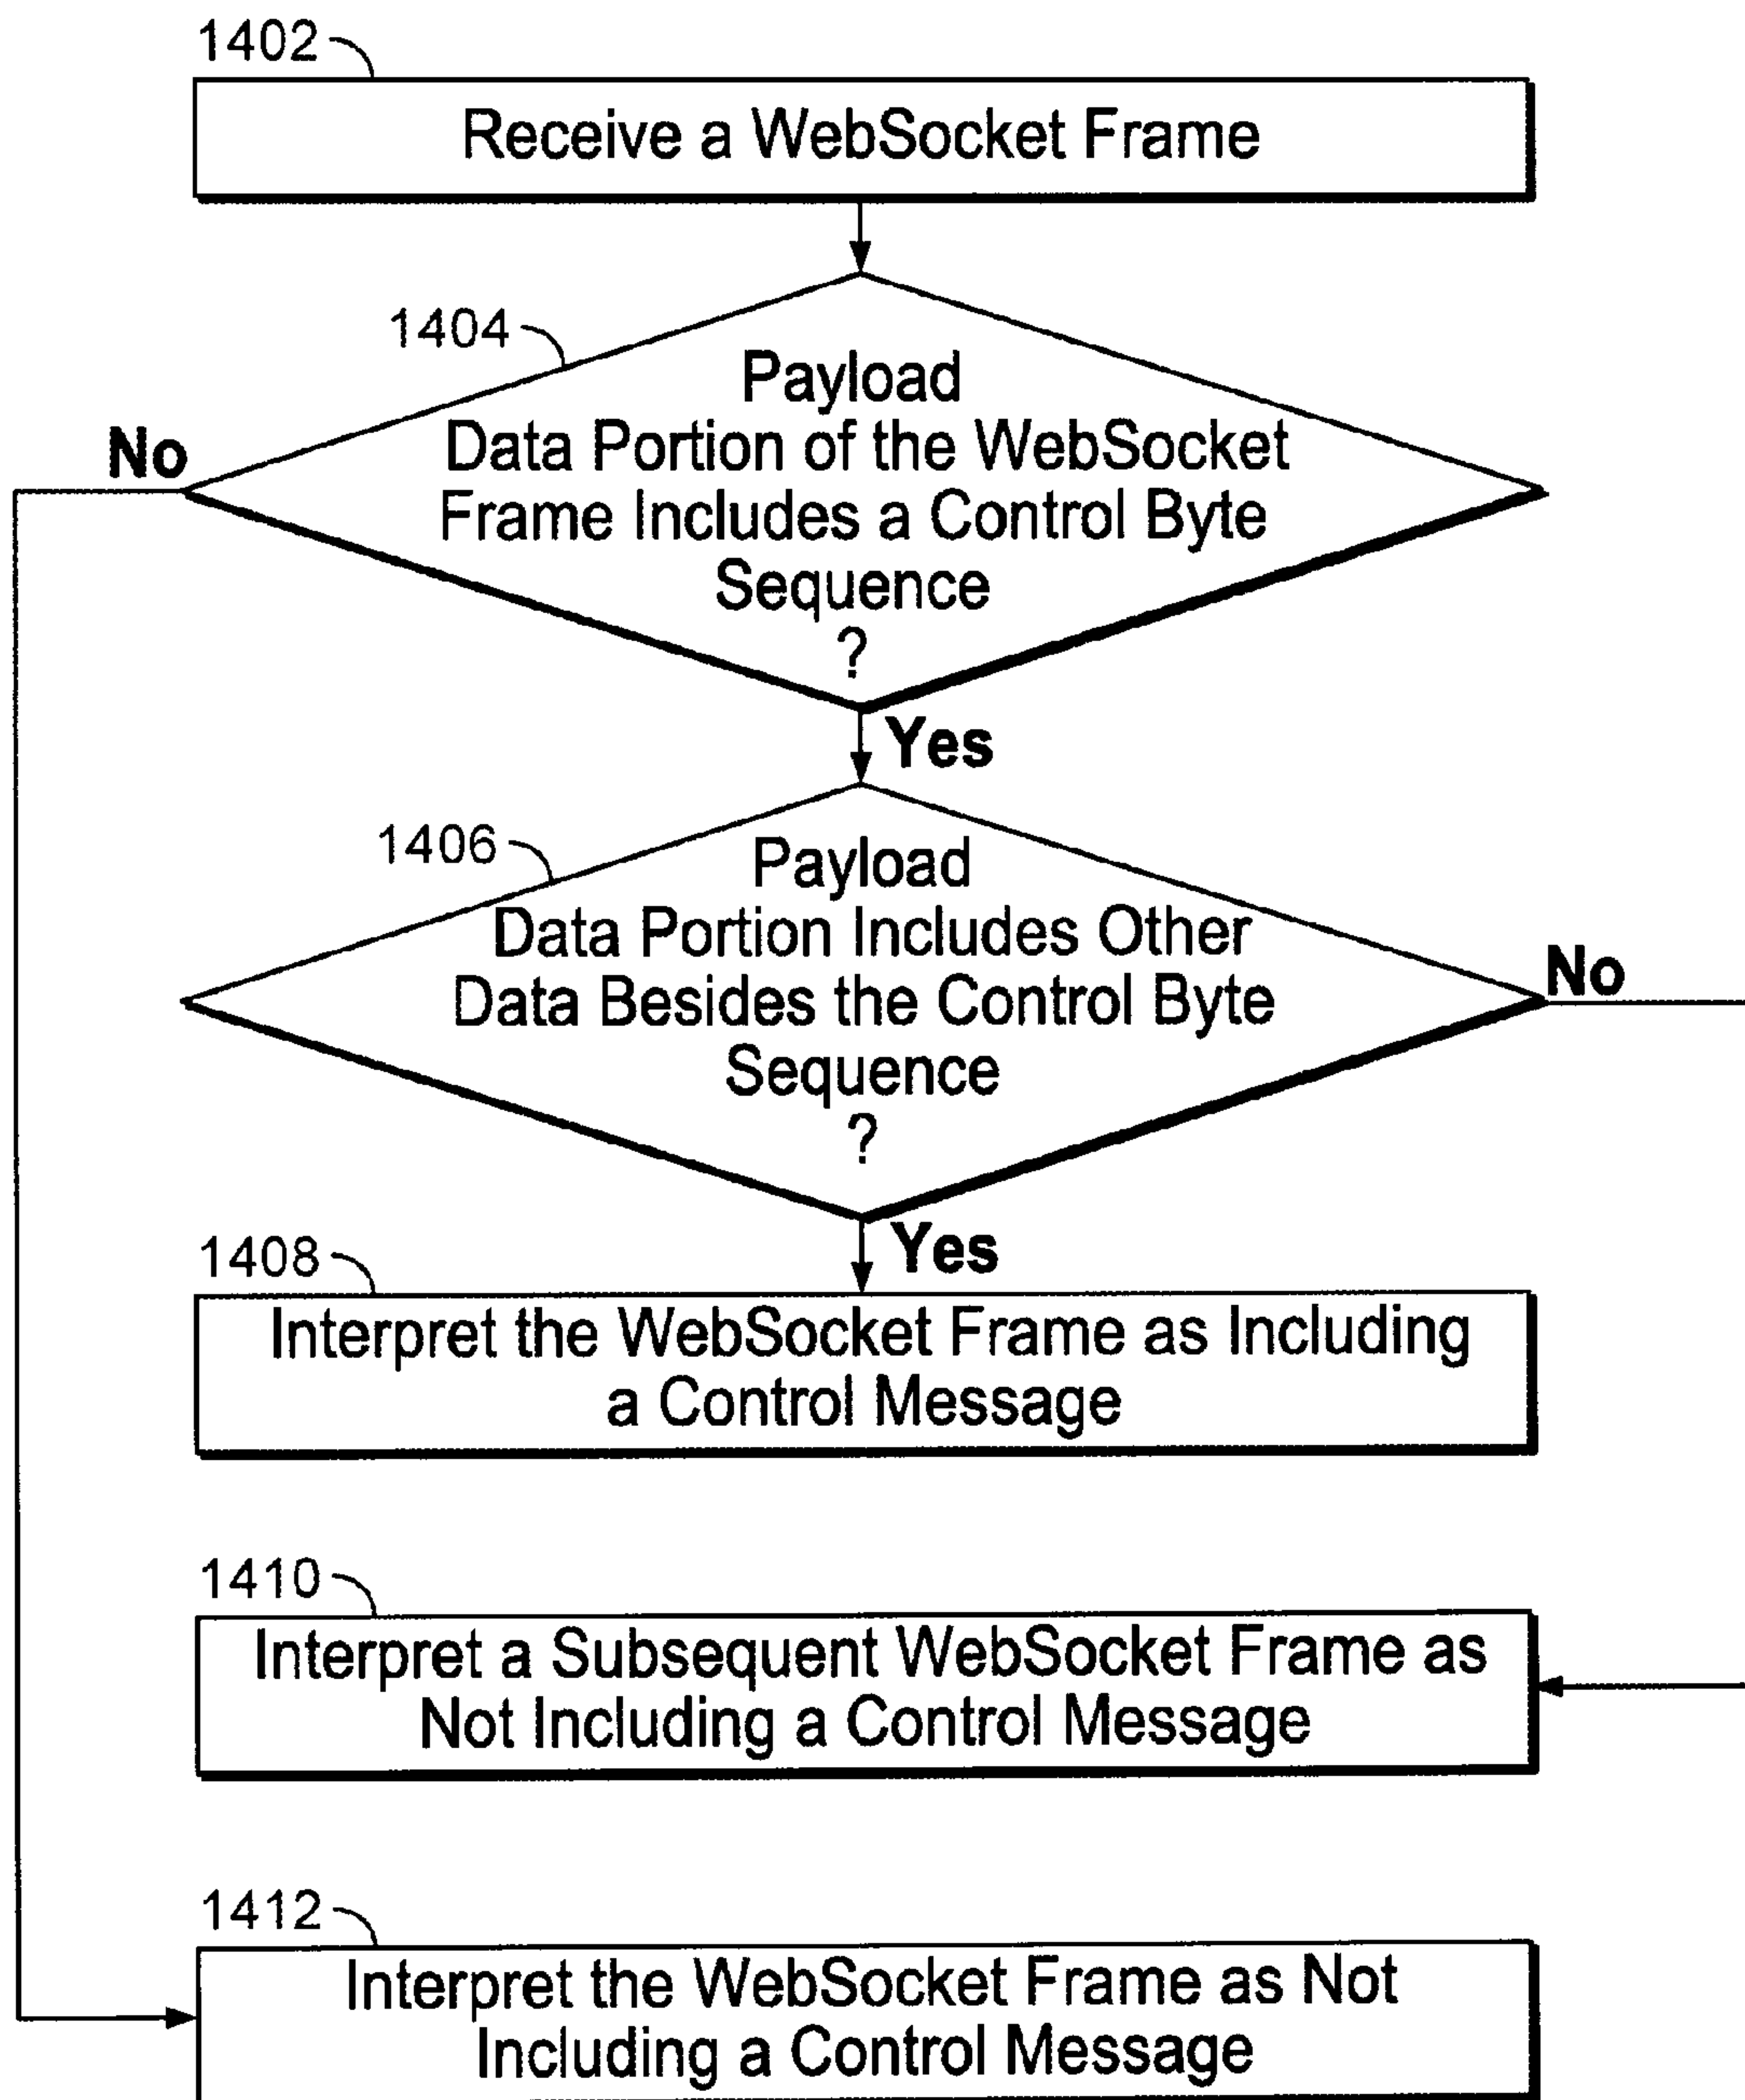 1402
Receive a WebSocket Frame
1404
Payload
Data Portion of the WebSocket
Frame Includes a Control Byte
Sequence
?
No
Yes
1406
Payload
Data Portion Includes Other
Data Besides the Control Byte
Sequence
?
No
Yes
1408
Interpret the WebSocket Frame as Including
a Control Message
1410
Interpret a Subsequent WebSocket Frame as
Not Including a Control Message
1412
Interpret the WebSocket Frame as Not
Including a Control Message